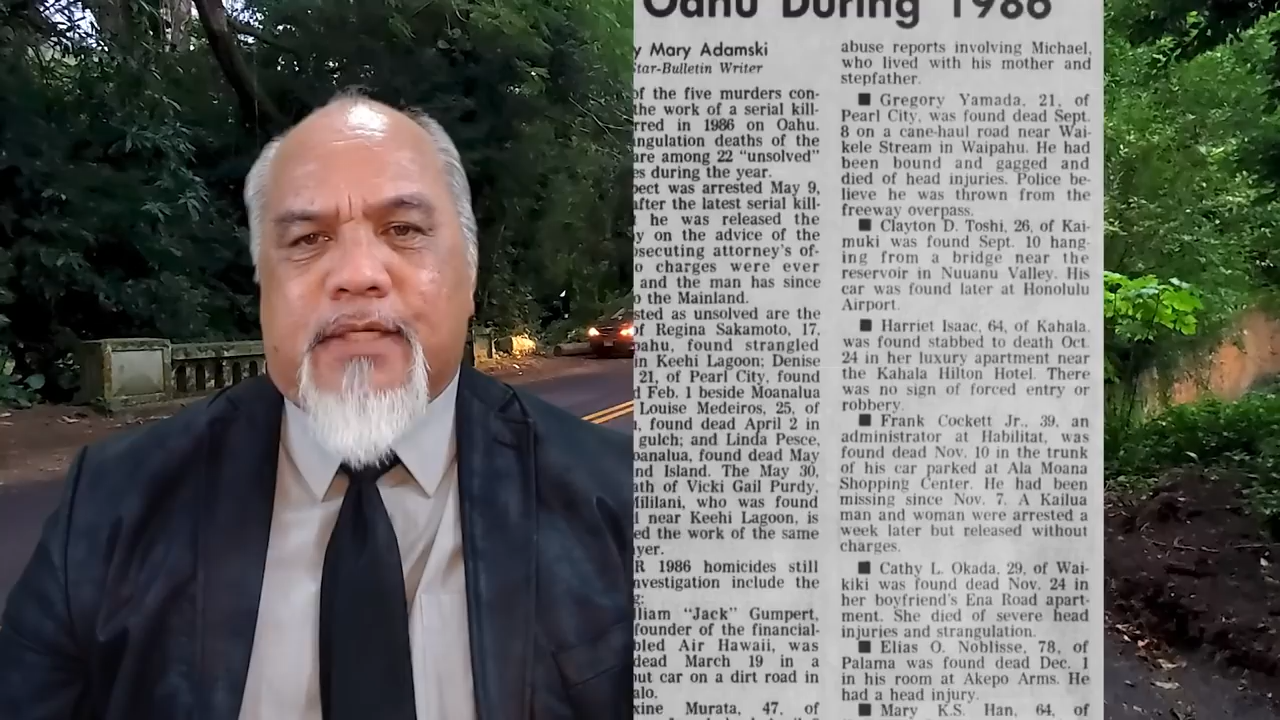 Oahu During 1986
y Mary Adamski
Star-Bulletin Writer
of the five murders con-
the work of a serial kill-
rred in 1986 on Oahu.
angulation deaths of the
are among 22 "unsolved"
es during the year.
pect was arrested May 9,
after the latest serial kill-
he was released the
y on the advice of the
osecuting attorney's of-
o charges were ever
and the man has since
o the Mainland.
sted as unsolved are the
of Regina Sakamoto, 17,
pahu, found strangled
in Keehi Lagoon; Denise
21, of Pearl City, found
d Feb. 1 beside Moanalua
Louise Medeiros, 25, of
, found dead April 2 in
gulch; and Linda Pesce,
oanalua, found dead May
nd Island. The May 30,
ath of Vicki Gail Purdy,
Mililani, who was found
l near Keehi Lagoon, is
ed the work of the same
ayer.
R 1986 homicides still
nvestigation include the
g:
lliam "Jack" Gumpert,
founder of the financial-
bled Air Hawaii, was
dead March 19 in a
out car on a dirt road in
alo.
xine Murata, 47, of
abuse reports involving Michael,
who lived with his mother and
stepfather.
■ Gregory Yamada, 21, of
Pearl City, was found dead Sept.
8 on a cane-haul road near Wai-
kele Stream in Waipahu. He had
been bound and gagged and
died of head injuries. Police be-
lieve he was thrown from the
freeway overpass.
■ Clayton D. Toshi, 26, of Kai-
muki was found Sept. 10 hang-
ing from a bridge near the
reservoir in Nuuanu Valley. His
car was found later at Honolulu
Airport.
■ Harriet Isaac, 64, of Kahala,
was found stabbed to death Oct.
24 in her luxury apartment near
the Kahala Hilton Hotel. There
was no sign of forced entry or
robbery.
■ Frank Cockett Jr., 39, an
administrator at Habilitat, was
found dead Nov. 10 in the trunk
of his car parked at Ala Moana
Shopping Center. He had been
missing since Nov. 7. A Kailua
man and woman were arrested a
week later but released without
charges.
■ Cathy L. Okada, 29, of Wai-
kiki was found dead Nov. 24 in
her boyfriend's Ena Road apart-
ment. She died of severe head
injuries and strangulation.
■ Elias O. Noblisse, 78, of
Palama was found dead Dec. 1
in his room at Akepo Arms. He
had a head injury.
■ Mary K.S. Han, 64, of